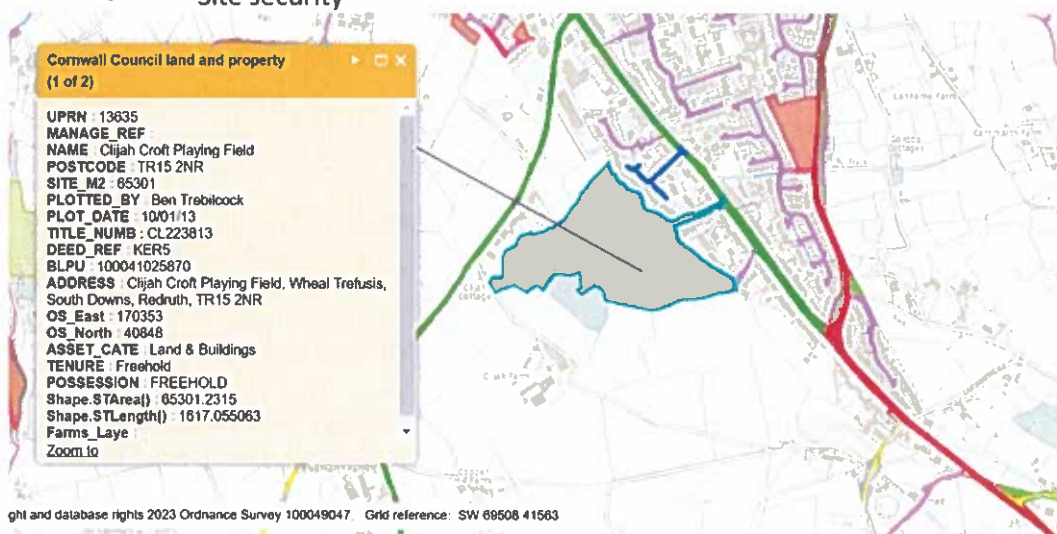 Site security
Cornwall Council land and property
(1 of 2)
UPRN : 13635
MANAGE_REF :
NAME : Clijah Croft Playing Field
POSTCODE : TR15 2NR
SITE_M2 : 65301
PLOTTED_BY : Ben Trebilcock
PLOT_DATE : 10/01/13
TITLE_NUMB : CL223813
DEED_REF : KER5
BLPU : 100041025870
ADDRESS : Clijah Croft Playing Field, Wheal Trefusis,
South Downs, Redruth, TR15 2NR
OS_East : 170353
OS_North : 40848
ASSET_CATE : Land & Buildings
TENURE : Freehold
POSSESSION : FREEHOLD
Shape.STArea() : 65301.2315
Shape.STLength() : 1617.055063
Farms_Laye :
Zoom to
Clijah
Cottage
Cottages
Copper
ght and database rights 2023 Ordnance Survey 100049047. Grid reference: SW 69508 41563